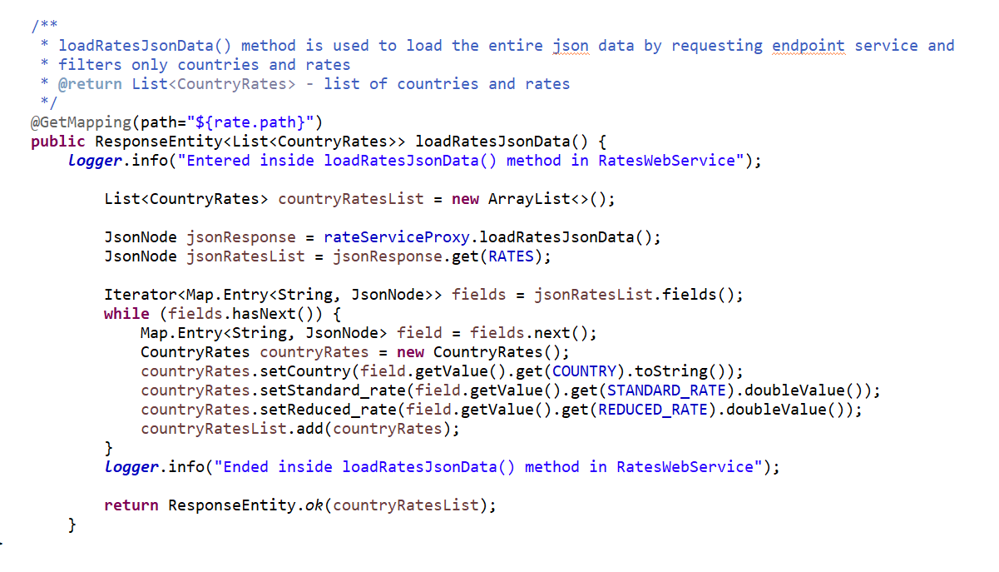 /**
 * loadRatesJsonData() method is used to load the entire json data by requesting endpoint service and
 * filters only countries and rates
 * @return List<CountryRates> - list of countries and rates
 */
@GetMapping(path="${rate.path}")
public ResponseEntity<List<CountryRates>> loadRatesJsonData() {
    logger.info("Entered inside loadRatesJsonData() method in RatesWebService");

        List<CountryRates> countryRatesList = new ArrayList<>();

        JsonNode jsonResponse = rateServiceProxy.loadRatesJsonData();
        JsonNode jsonRatesList = jsonResponse.get(RATES);

        Iterator<Map.Entry<String, JsonNode>> fields = jsonRatesList.fields();
        while (fields.hasNext()) {
            Map.Entry<String, JsonNode> field = fields.next();
            CountryRates countryRates = new CountryRates();
            countryRates.setCountry(field.getValue().get(COUNTRY).toString());
            countryRates.setStandard_rate(field.getValue().get(STANDARD_RATE).doubleValue());
            countryRates.setReduced_rate(field.getValue().get(REDUCED_RATE).doubleValue());
            countryRatesList.add(countryRates);
        }
        logger.info("Ended inside loadRatesJsonData() method in RatesWebService");

        return ResponseEntity.ok(countryRatesList);
    }